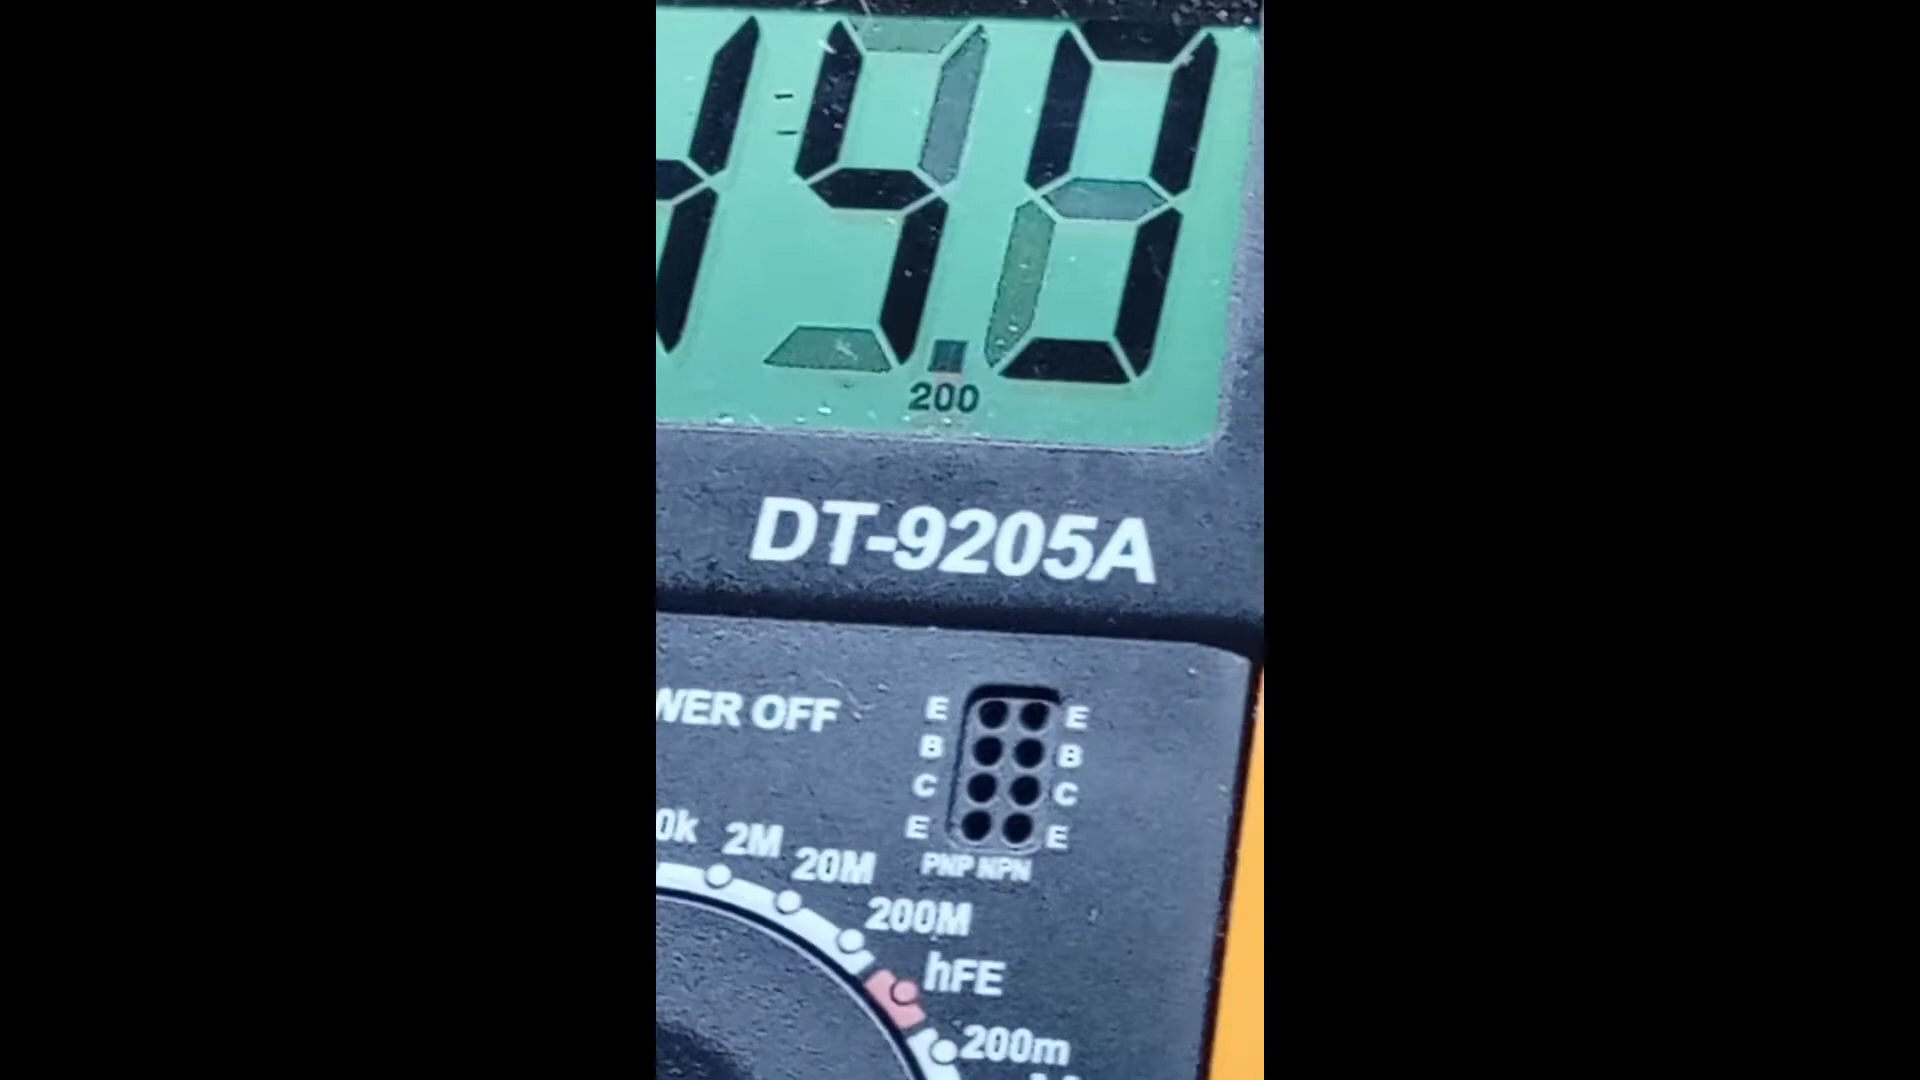 200
DT-9205A
WER OFF
E E
B B
C C
E E
PNP NPN
0k 2M 20M 200M
hFE
200m